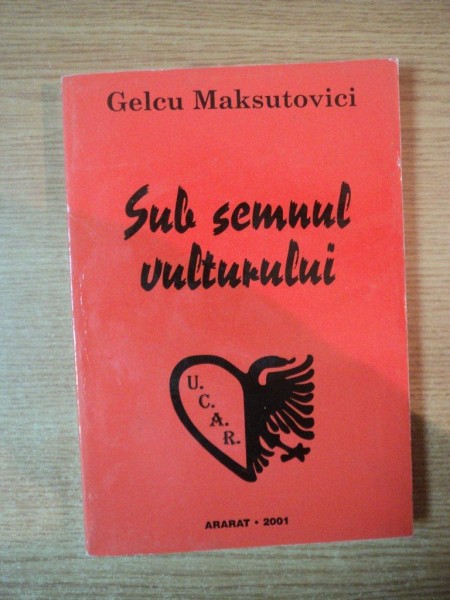 Gelcu Maksutovici
Sub semnul
vulturului
U.
C.
A.
R.
ARARAT • 2001